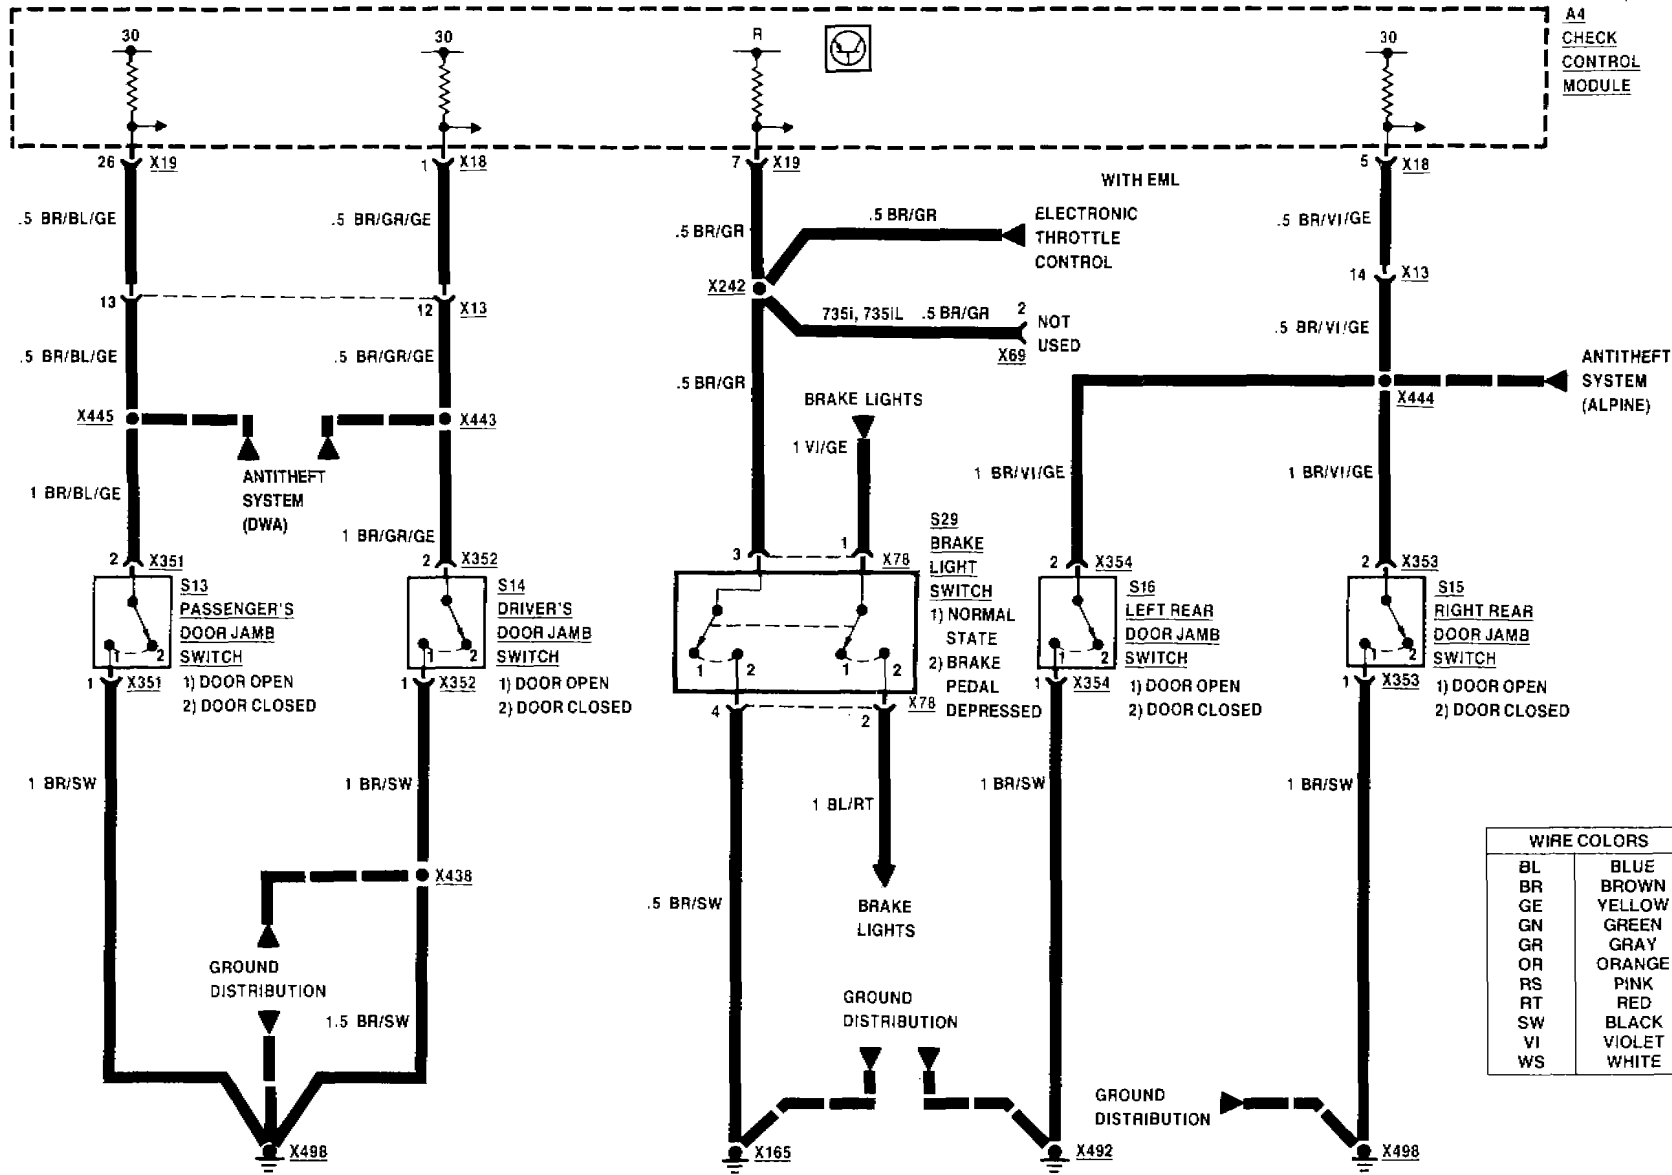 A4
CHECK
CONTROL
MODULE
30
30
R
30
26 X19
1 X18
7 X19
5 X18
.5 BR/BL/GE
.5 BR/GR/GE
.5 BR/GR
.5 BR/GR
WITH EML
ELECTRONIC
THROTTLE
CONTROL
.5 BR/VI/GE
X242
14 X13
13
12 X13
735i, 735iL .5 BR/GR 2
NOT
USED
X69
.5 BR/BL/GE
.5 BR/GR/GE
.5 BR/GR
.5 BR/VI/GE
ANTITHEFT
SYSTEM
(ALPINE)
BRAKE LIGHTS
X444
X445
X443
1 VI/GE
ANTITHEFT
SYSTEM
(DWA)
1 BR/BL/GE
1 BR/GR/GE
1 BR/VI/GE
1 BR/VI/GE
2 X351
2 X352
3
1 X78
2 X354
2 X353
S13
PASSENGER'S
DOOR JAMB
SWITCH
1) DOOR OPEN
2) DOOR CLOSED
1 2
S14
DRIVER'S
DOOR JAMB
SWITCH
1) DOOR OPEN
2) DOOR CLOSED
1 2
S29
BRAKE
LIGHT
SWITCH
1) NORMAL
STATE
2) BRAKE
PEDAL
DEPRESSED
1 2
1 2
S16
LEFT REAR
DOOR JAMB
SWITCH
1) DOOR OPEN
2) DOOR CLOSED
1 2
S15
RIGHT REAR
DOOR JAMB
SWITCH
1) DOOR OPEN
2) DOOR CLOSED
1 2
1 X351
1 X352
4
2 X78
1 X354
1 X353
1 BR/SW
1 BR/SW
1 BL/RT
1 BR/SW
1 BR/SW
X438
.5 BR/SW
BRAKE
LIGHTS
GROUND
DISTRIBUTION
1.5 BR/SW
GROUND
DISTRIBUTION
GROUND
DISTRIBUTION
X498
X165
X492
X498
WIRE COLORS
BL BLUE
BR BROWN
GE YELLOW
GN GREEN
GR GRAY
OR ORANGE
RS PINK
RT RED
SW BLACK
VI VIOLET
WS WHITE